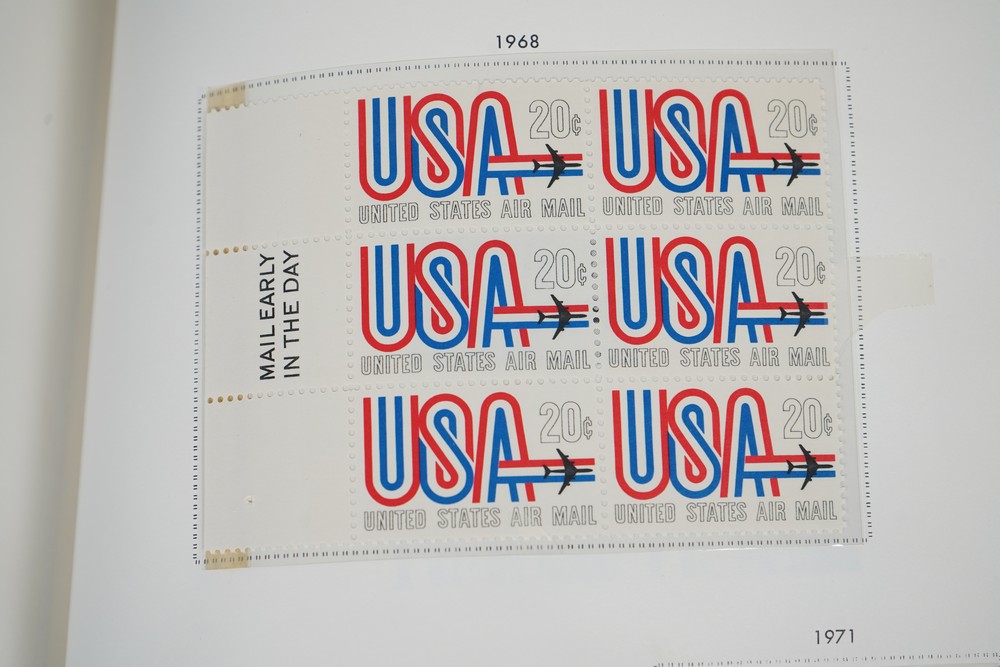 1968
USA 20¢
UNITED STATES AIR MAIL
USA 20¢
UNITED STATES AIR MAIL
MAIL EARLY
IN THE DAY
USA 20¢
UNITED STATES AIR MAIL
USA 20¢
UNITED STATES AIR MAIL
USA 20¢
UNITED STATES AIR MAIL
USA 20¢
UNITED STATES AIR MAIL
1971